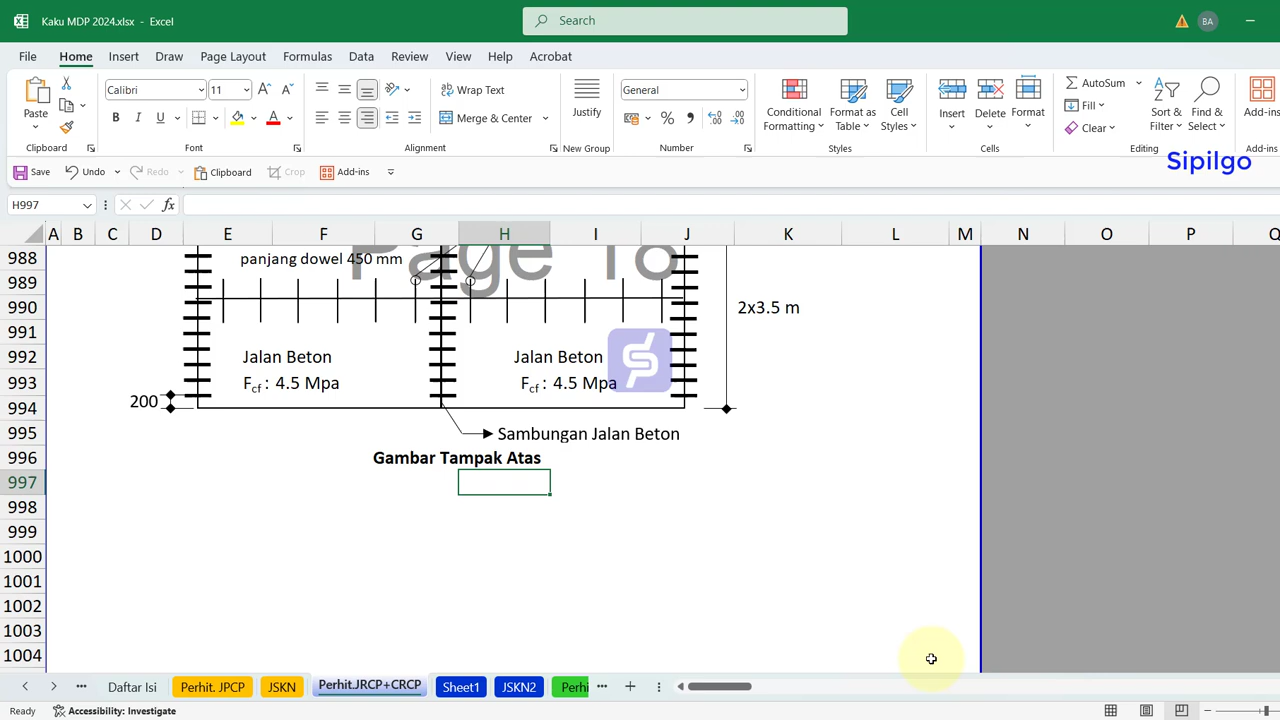 Kaku MDP 2024.xlsx - Excel
Search
BA
File Home Insert Draw Page Layout Formulas Data Review View Help Acrobat
Calibri 11 Wrap Text General AutoSum
Paste Merge & Centre Justify Conditional Formatting Format as Table Cell Styles Insert Delete Format Fill Clear Sort & Filter Find & Select Add-ins
Clipboard Font Alignment New Group Number Styles Cells Editing Add-ins
Sipilgo
Save Undo Redo Clipboard Crop Add-ins
H997
A B C D E F G H I J K L M N O P Q
988 panjang dowel 450 mm
989
990 2x3.5 m
991
992 Jalan Beton Jalan Beton
993 Fcf : 4.5 Mpa Fcf : 4.5 Mpa
994 200
995 Sambungan Jalan Beton
996 Gambar Tampak Atas
997
998
999
1000
1001
1002
1003
1004
Daftar Isi Perhit. JPCP JSKN Perhit.JRCP+CRCP Sheet1 JSKN2 Perhi
Ready Accessibility: Investigate